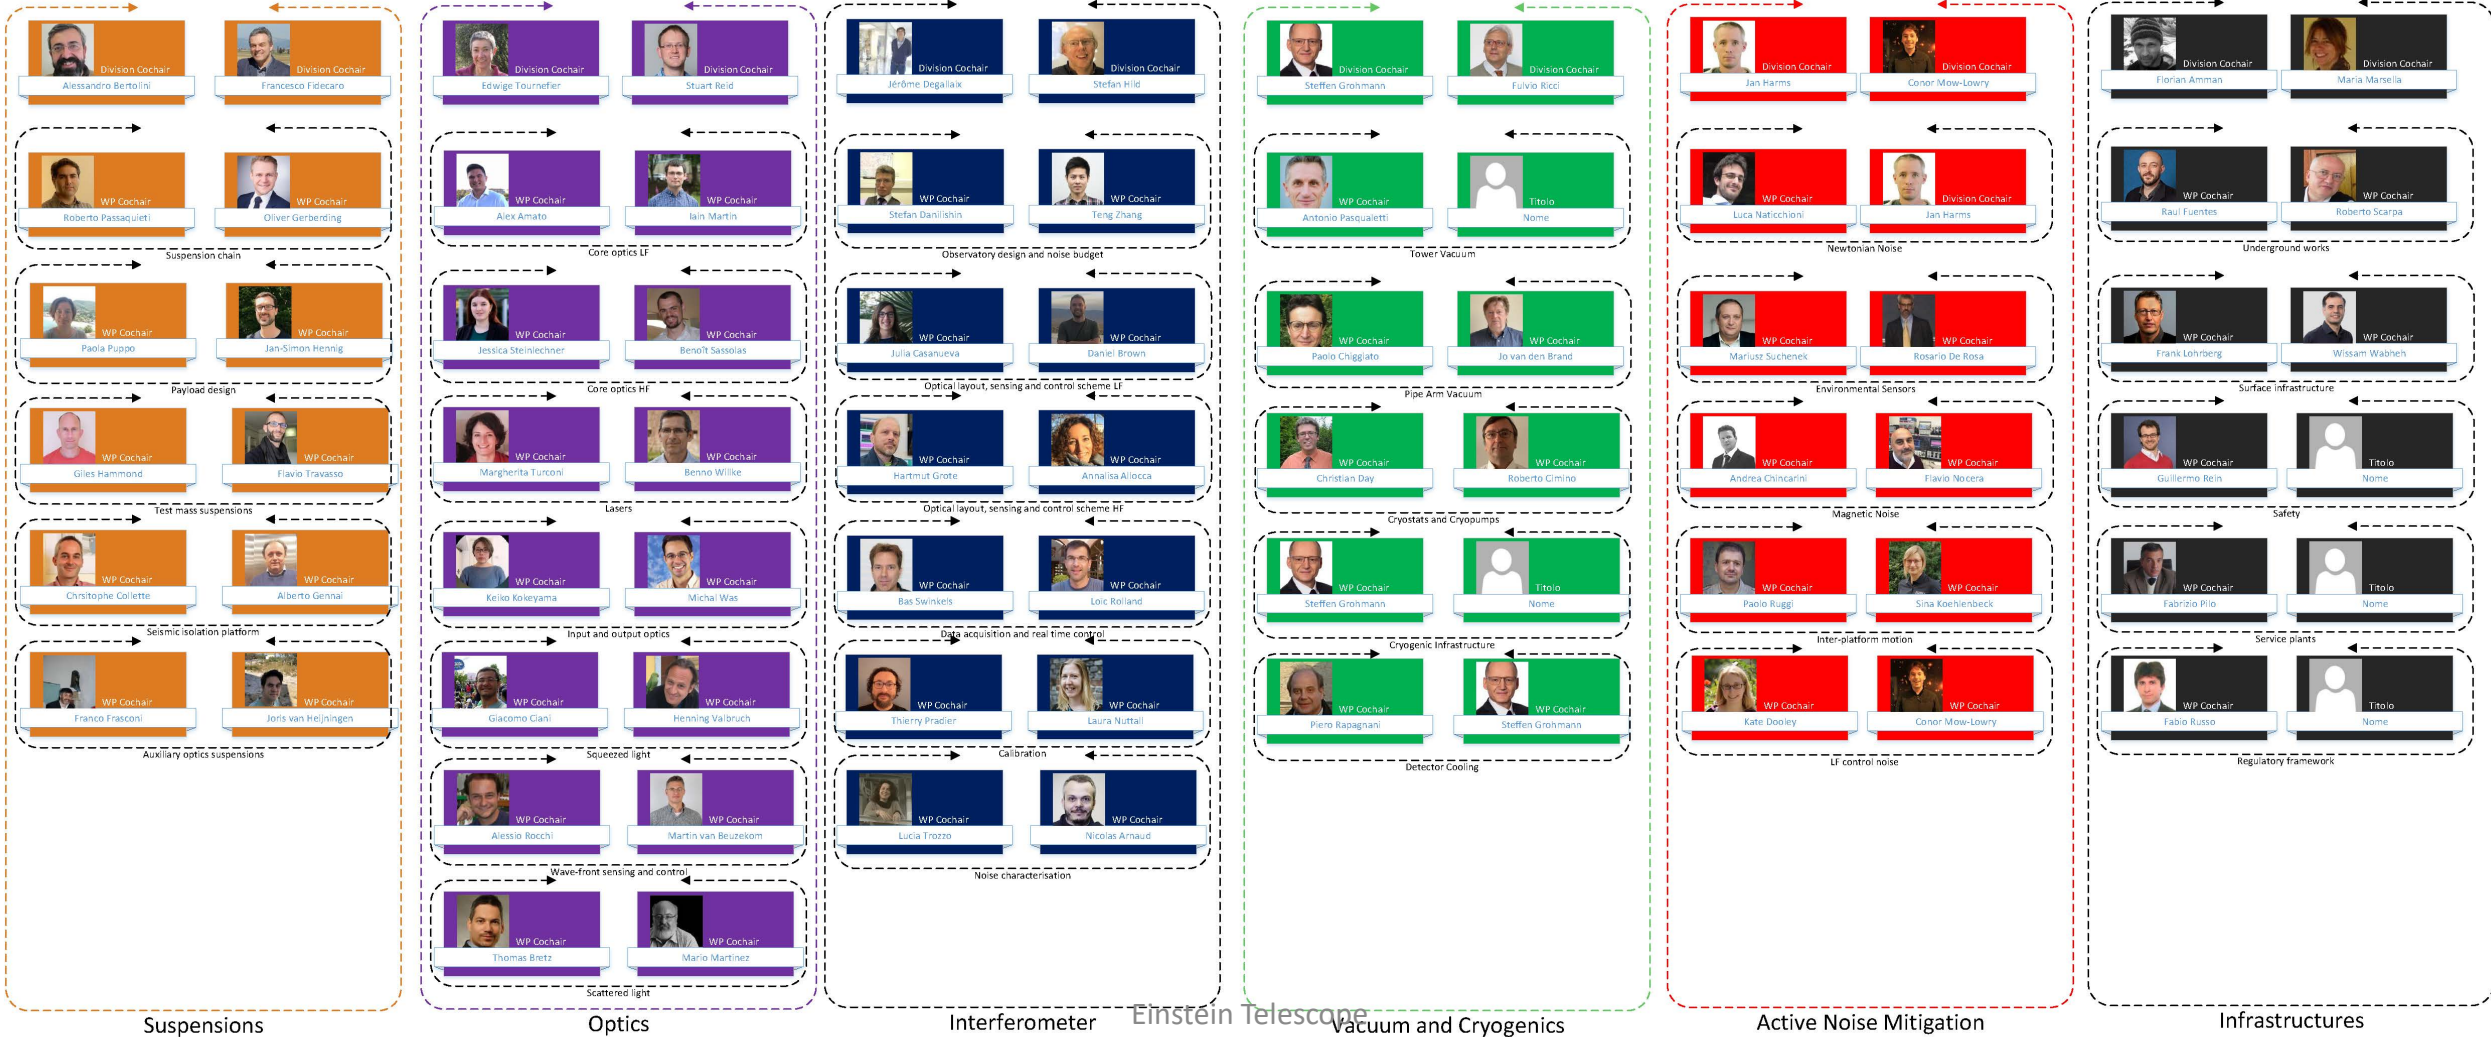 Division Cochair
Alessandro Bertolini
Division Cochair
Francesco Fidecaro
WP Cochair
Roberto Passaquieti
WP Cochair
Oliver Gerberding
Suspension chain
WP Cochair
Paola Puppo
WP Cochair
Jan-Simon Hennig
Payload design
WP Cochair
Giles Hammond
WP Cochair
Flavio Travasso
Test mass suspensions
WP Cochair
Chrsitophe Collette
WP Cochair
Alberto Gennai
Seismic isolation platform
WP Cochair
Franco Frasconi
WP Cochair
Joris van Heijningen
Auxiliary optics suspensions
Suspensions
Division Cochair
Edwige Tournefier
Division Cochair
Stuart Reid
WP Cochair
Alex Amato
WP Cochair
Iain Martin
Core optics LF
WP Cochair
Jessica Steinlechner
WP Cochair
Benoît Sassolas
Core optics HF
WP Cochair
Margherita Turconi
WP Cochair
Benno Willke
Lasers
WP Cochair
Keiko Kokeyama
WP Cochair
Michal Was
Input and output optics
WP Cochair
Giacomo Ciani
WP Cochair
Henning Valbruch
Squeezed light
WP Cochair
Alessio Rocchi
WP Cochair
Martin van Beuzekom
Wave-front sensing and control
WP Cochair
Thomas Bretz
WP Cochair
Mario Martinez
Scattered light
Optics
Division Cochair
Jérôme Degallaix
Division Cochair
Stefan Hild
WP Cochair
Stefan Danilishin
WP Cochair
Teng Zhang
Observatory design and noise budget
WP Cochair
Julia Casanueva
WP Cochair
Daniel Brown
Optical layout, sensing and control scheme LF
WP Cochair
Hartmut Grote
WP Cochair
Annalisa Allocca
Optical layout, sensing and control scheme HF
WP Cochair
Bas Swinkels
WP Cochair
Loic Rolland
Data acquisition and real time control
WP Cochair
Thierry Pradier
WP Cochair
Laura Nuttall
Calibration
WP Cochair
Lucia Trozzo
WP Cochair
Nicolas Arnaud
Noise characterisation
Interferometer
Einstein Telescope
Division Cochair
Steffen Grohmann
Division Cochair
Fulvio Ricci
WP Cochair
Antonio Pasqualetti
Titolo
Nome
Tower Vacuum
WP Cochair
Paolo Chiggiato
WP Cochair
Jo van den Brand
Pipe Arm Vacuum
WP Cochair
Christian Day
WP Cochair
Roberto Cimino
Cryostats and Cryopumps
WP Cochair
Steffen Grohmann
Titolo
Nome
Cryogenic Infrastructure
WP Cochair
Piero Rapagnani
WP Cochair
Steffen Grohmann
Detector Cooling
Vacuum and Cryogenics
Division Cochair
Jan Harms
Division Cochair
Conor Mow-Lowry
WP Cochair
Luca Naticchioni
Division Cochair
Jan Harms
Newtonian Noise
WP Cochair
Mariusz Suchenek
WP Cochair
Rosario De Rosa
Environmental Sensors
WP Cochair
Andrea Chincarini
WP Cochair
Flavio Nocera
Magnetic Noise
WP Cochair
Paolo Ruggi
WP Cochair
Sina Koehlenbeck
Inter-platform motion
WP Cochair
Kate Dooley
WP Cochair
Conor Mow-Lowry
LF control noise
Active Noise Mitigation
Division Cochair
Florian Amman
Division Cochair
Maria Marsella
WP Cochair
Raul Fuentes
WP Cochair
Roberto Scarpa
Underground works
WP Cochair
Frank Lohrberg
WP Cochair
Wissam Wabheh
Surface infrastructure
WP Cochair
Guillermo Rein
Titolo
Nome
Safety
WP Cochair
Fabrizio Pilo
Titolo
Nome
Service plants
WP Cochair
Fabio Russo
Titolo
Nome
Regulatory framework
Infrastructures